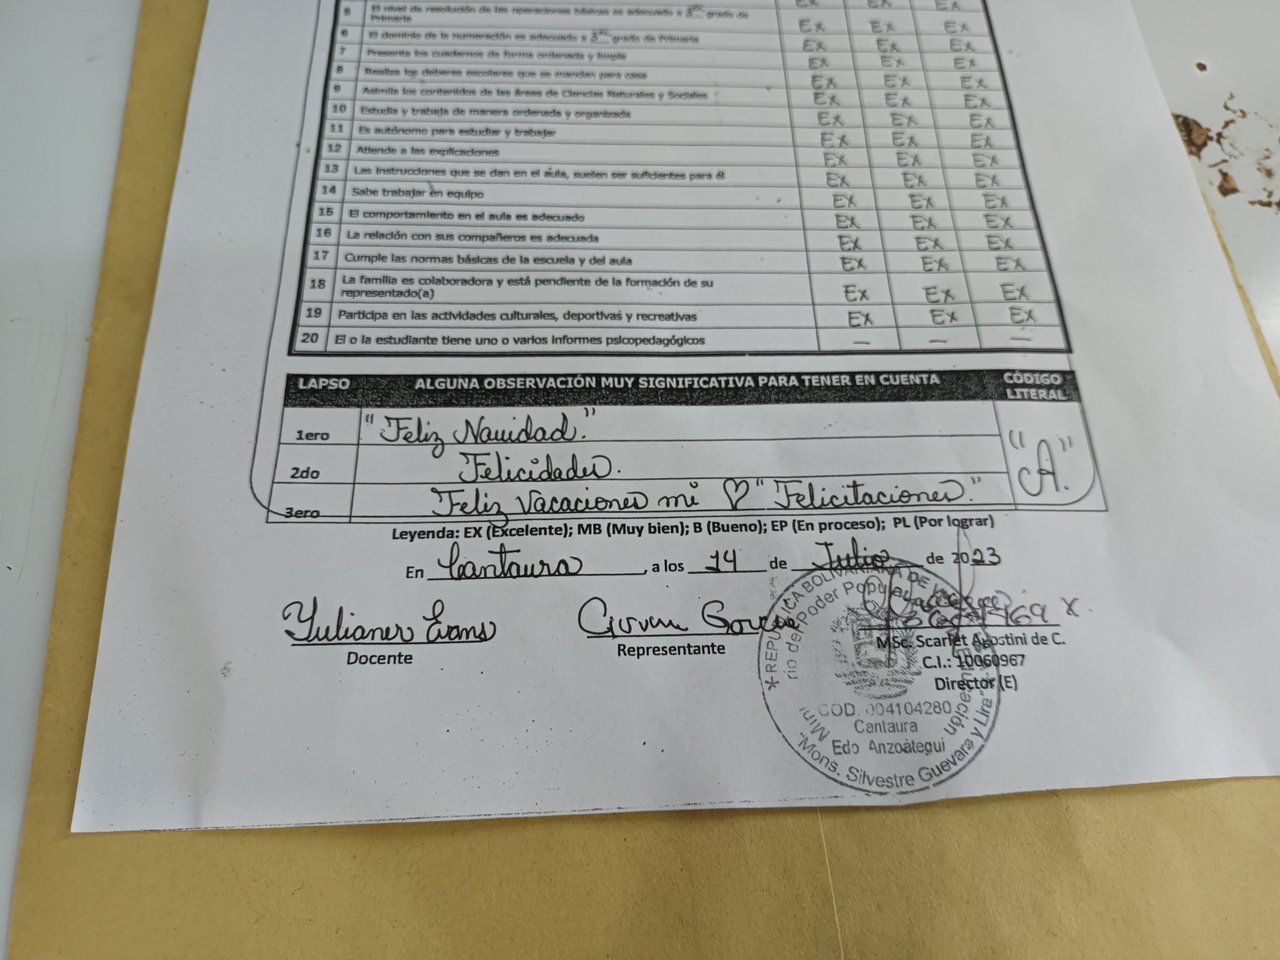 Ex Ex Ex
5 El nivel de resolución de las operaciones básicas es adecuado a 3er grado de Primaria Ex Ex Ex
6 El dominio de la numeración es adecuado a 3er grado de Primaria Ex Ex Ex
7 Presenta los cuadernos de forma ordenada y limpia Ex Ex Ex
8 Realiza los deberes escolares que se mandan para casa Ex Ex Ex
9 Asimila los contenidos de las áreas de Ciencias Naturales y Sociales Ex Ex Ex
10 Estudia y trabaja de manera ordenada y organizada Ex Ex Ex
11 Es autónomo para estudiar y trabajar Ex Ex Ex
12 Atiende a las explicaciones Ex Ex Ex
13 Las instrucciones que se dan en el aula, suelen ser suficientes para él Ex Ex Ex
14 Sabe trabajar en equipo Ex Ex Ex
15 El comportamiento en el aula es adecuado Ex Ex Ex
16 La relación con sus compañeros es adecuada Ex Ex Ex
17 Cumple las normas básicas de la escuela y del aula Ex Ex Ex
18 La familia es colaboradora y está pendiente de la formación de su
representado(a) Ex Ex Ex
19 Participa en las actividades culturales, deportivas y recreativas Ex Ex Ex
20 El o la estudiante tiene uno o varios informes psicopedagógicos — — —
LAPSO ALGUNA OBSERVACIÓN MUY SIGNIFICATIVA PARA TENER EN CUENTA CÓDIGO
LITERAL
1ero "Feliz Navidad."
2do Felicidades.
3ero Feliz Vacaciones mi ♡ "Felicitaciones."
"A."
Leyenda: EX (Excelente); MB (Muy bien); B (Bueno); EP (En proceso); PL (Por lograr)
En Cantaura, a los 14 de Julio de 2023
Yulianer Evans
Docente
Representante
MSc. Scarlet Agostini de C.
C.I.: 10060967
Director (E)
REPÚBLICA BOLIVARIANA DE
COD. 004104280
Cantaura
Edo Anzoátegui
"Mons. Silvestre Guevara y Lira"